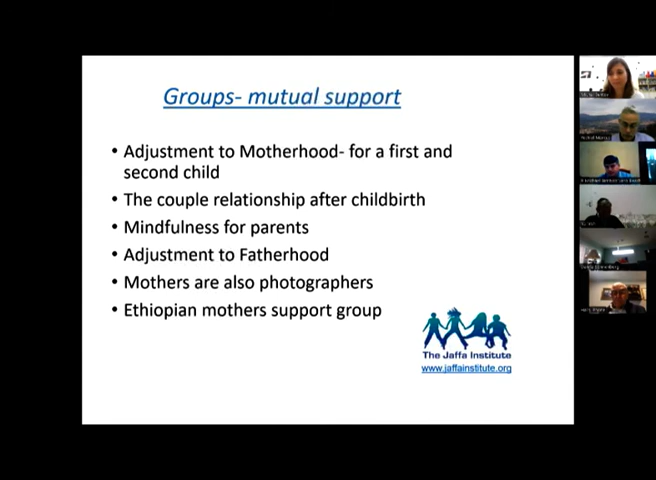 Groups- mutual support
• Adjustment to Motherhood- for a first and
second child
• The couple relationship after childbirth
• Mindfulness for parents
• Adjustment to Fatherhood
• Mothers are also photographers
• Ethiopian mothers support group
The Jaffa Institute
www.jaffainstitute.org